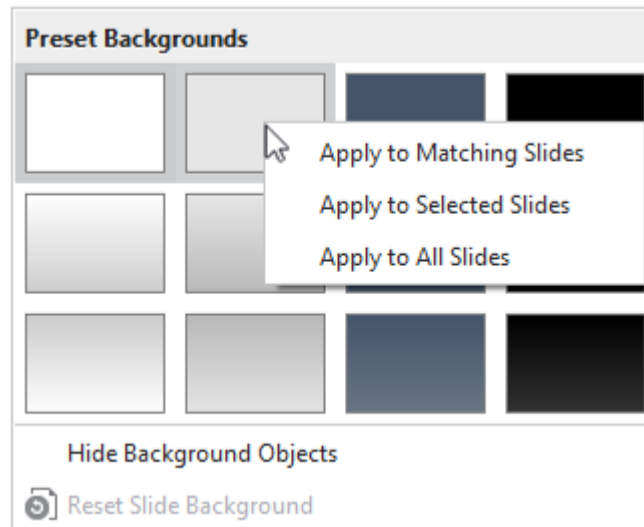 Preset Backgrounds
Apply to Matching Slides
Apply to Selected Slides
Apply to All Slides
Hide Background Objects
Reset Slide Background